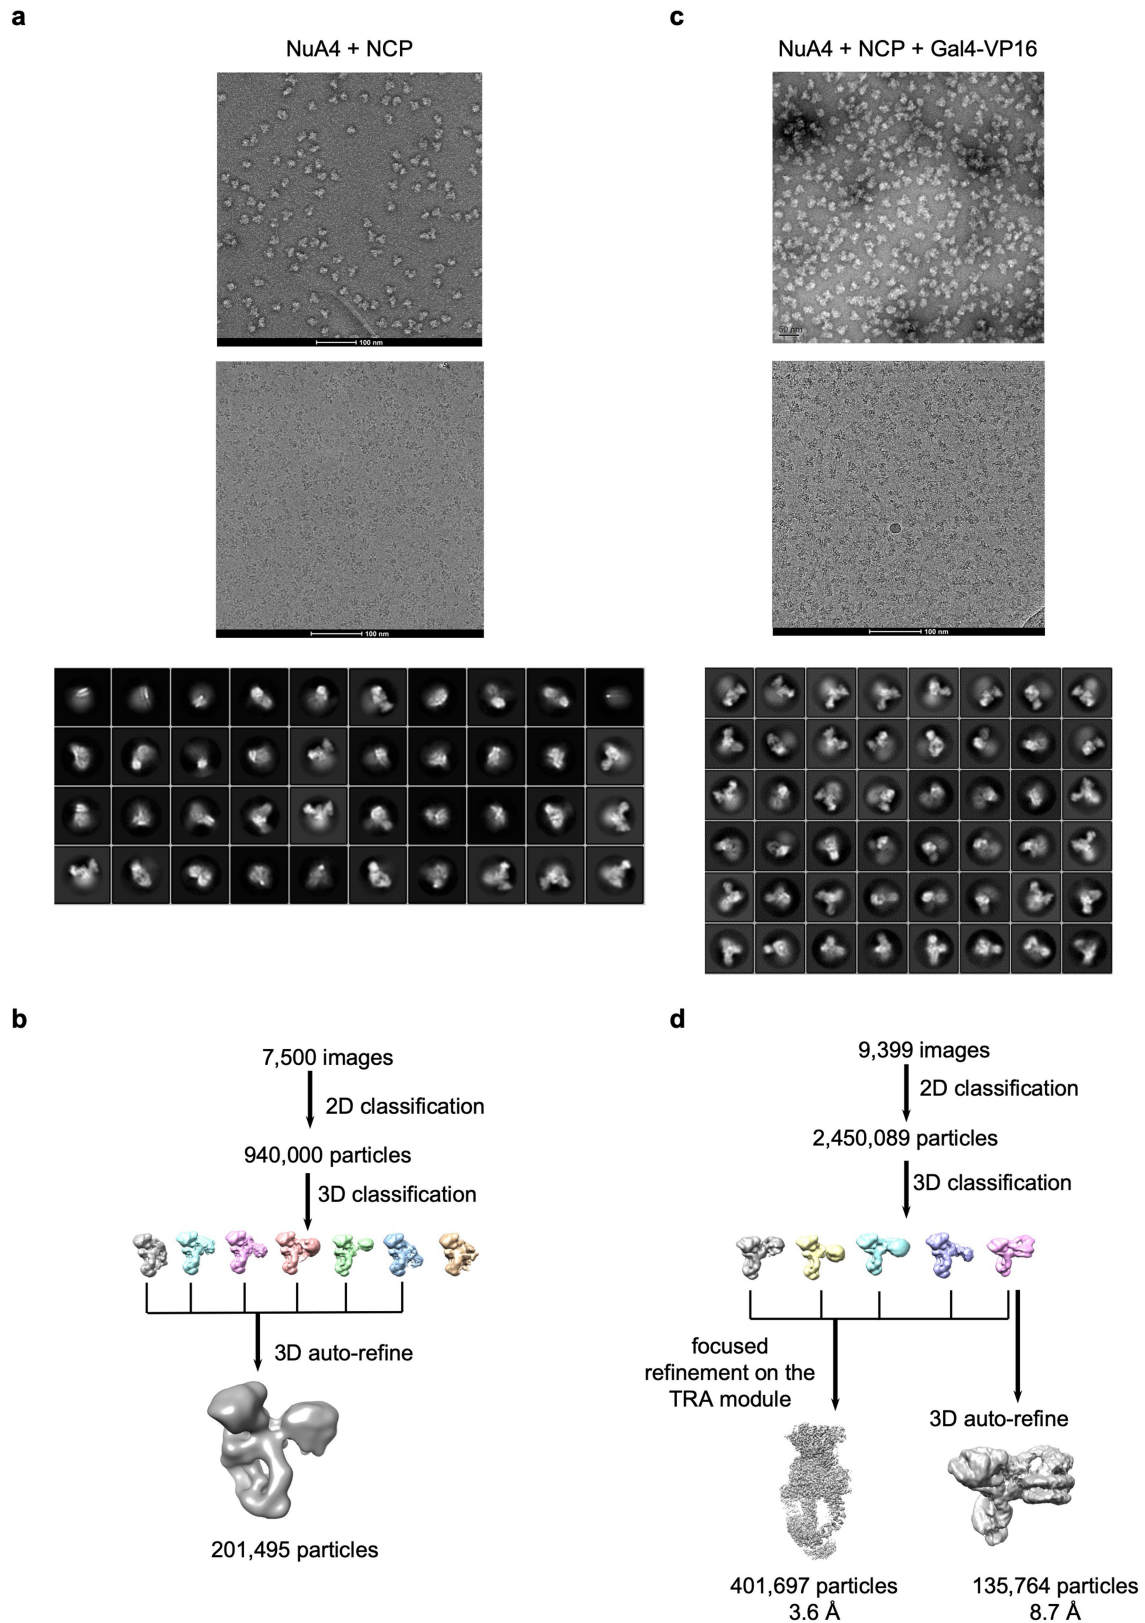 a
NuA4 + NCP
100 nm
100 nm
c
NuA4 + NCP + Gal4-VP16
50 nm
100 nm
b
7,500 images
2D classification
940,000 particles
3D classification
3D auto-refine
201,495 particles
d
9,399 images
2D classification
2,450,089 particles
3D classification
focused
refinement on the
TRA module
3D auto-refine
401,697 particles
3.6 Å
135,764 particles
8.7 Å